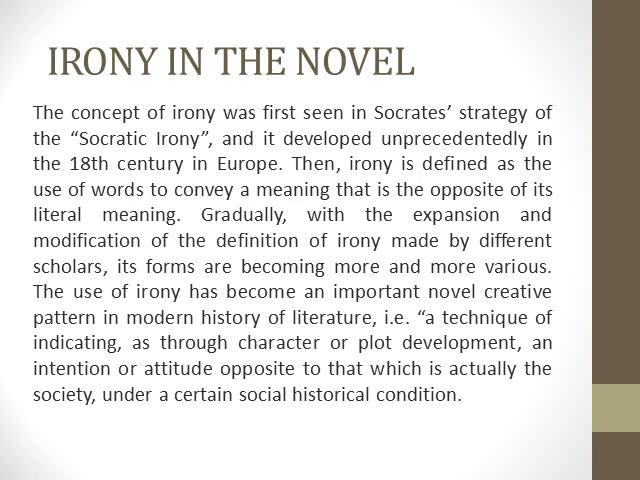 IRONY IN THE NOVEL
The concept of irony was first seen in Socrates’ strategy of
the “Socratic Irony”, and it developed unprecedentedly in
the 18th century in Europe. Then, irony is defined as the
use of words to convey a meaning that is the opposite of its
literal meaning. Gradually, with the expansion and
modification of the definition of irony made by different
scholars, its forms are becoming more and more various.
The use of irony has become an important novel creative
pattern in modern history of literature, i.e. “a technique of
indicating, as through character or plot development, an
intention or attitude opposite to that which is actually the
society, under a certain social historical condition.